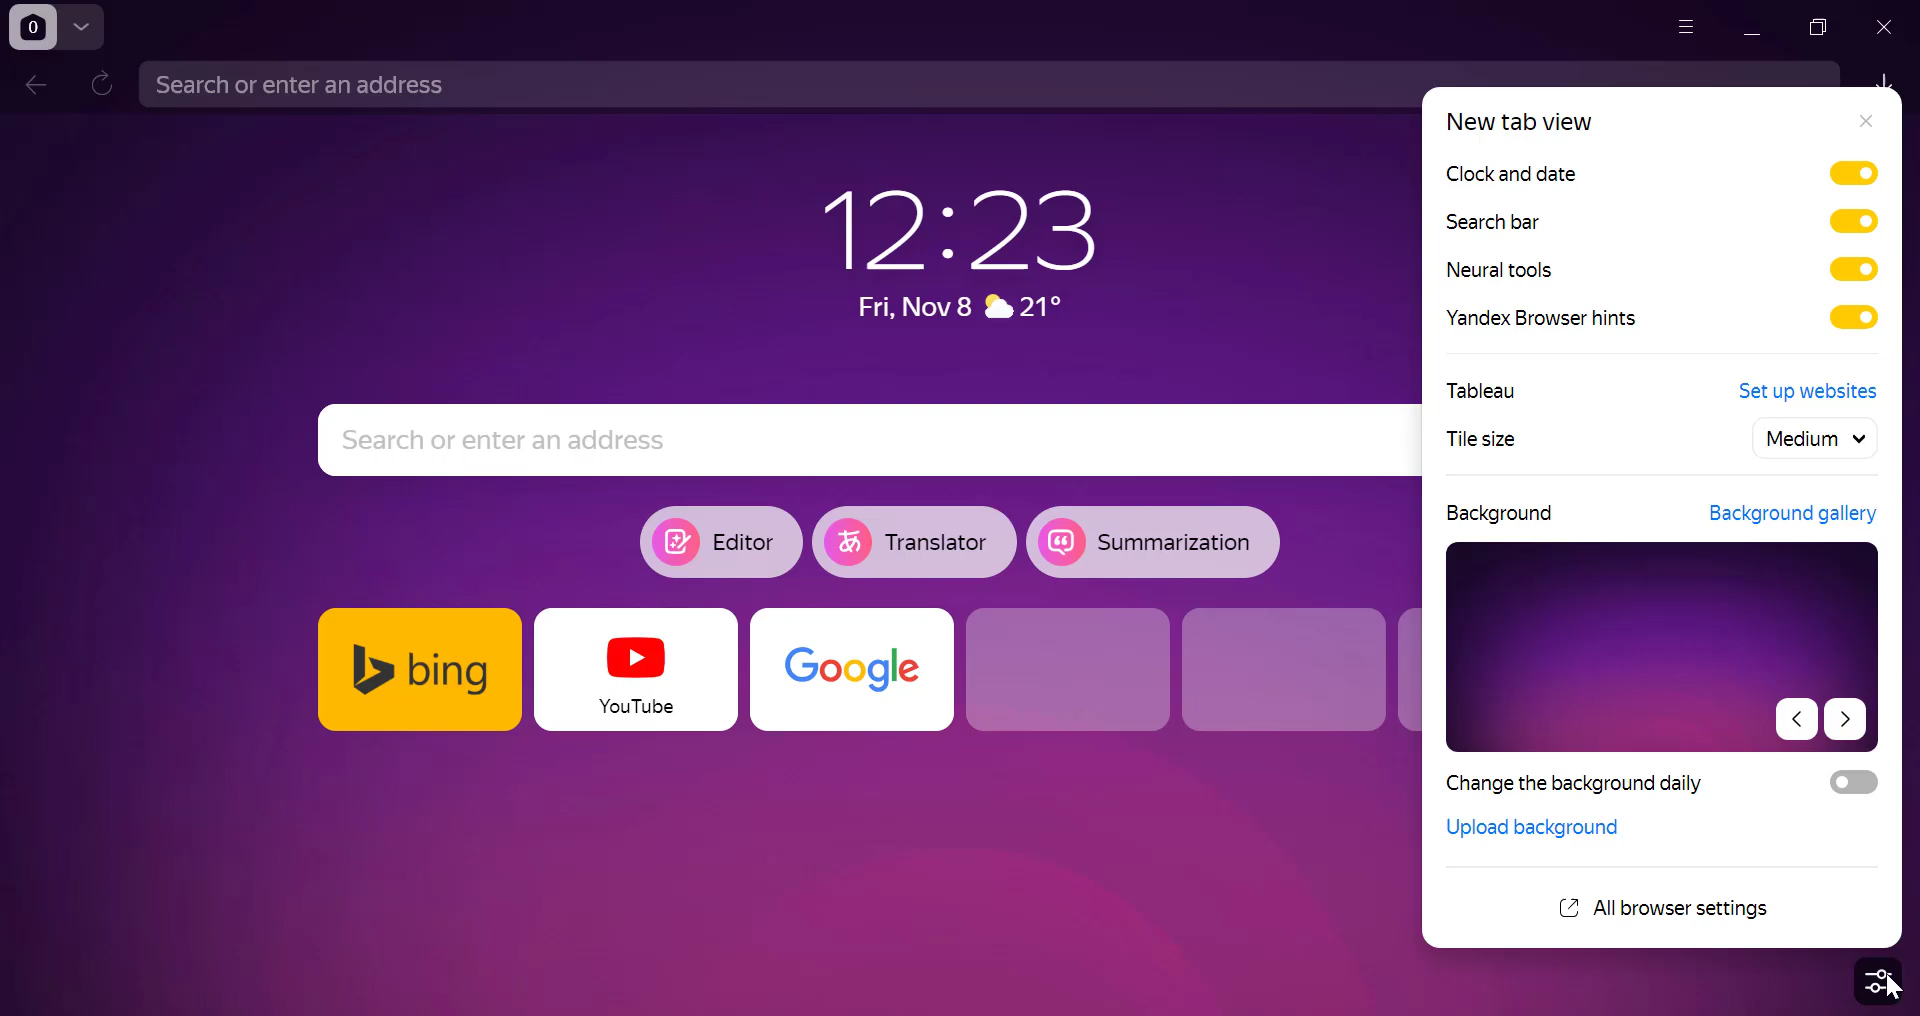 0
Search or enter an address
12:23
Fri, Nov 8 21°
Search or enter an address
Editor
あ Translator
Summarization
bing
YouTube
Google
New tab view
Clock and date
Search bar
Neural tools
Yandex Browser hints
Tableau Set up websites
Tile size Medium
Background Background gallery
Change the background daily
Upload background
All browser settings